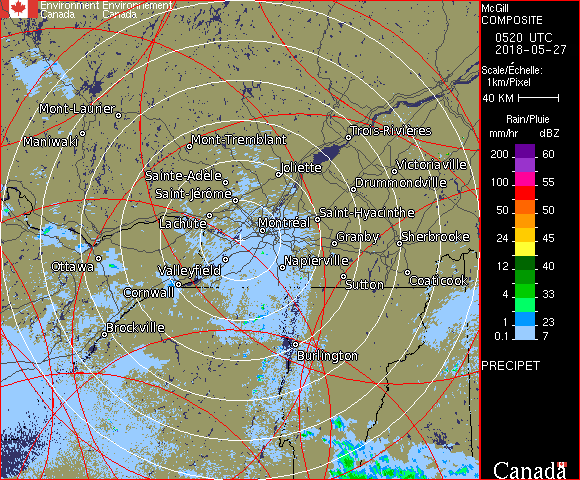 Environment Environnement
Canada Canada
McGill
COMPOSITE
0520 UTC
2018-05-27
Scale/Échelle:
1km/Pixel
40 KM
Rain/Pluie
mm/hr dBZ
200 60
100 55
50 50
24 45
12 40
4 33
1 23
0.1 7
PRECIPET
Mont-Laurier
Maniwaki
Mont-Tremblant
Trois-Rivières
Joliette
Victoriaville
Sainte-Adèle
Drummondville
Saint-Jérôme
Saint-Hyacinthe
Lachute
Montréal
Granby
Sherbrooke
Ottawa
Valleyfield
Napierville
Sutton
Coaticook
Cornwall
Brockville
Burlington
Canada